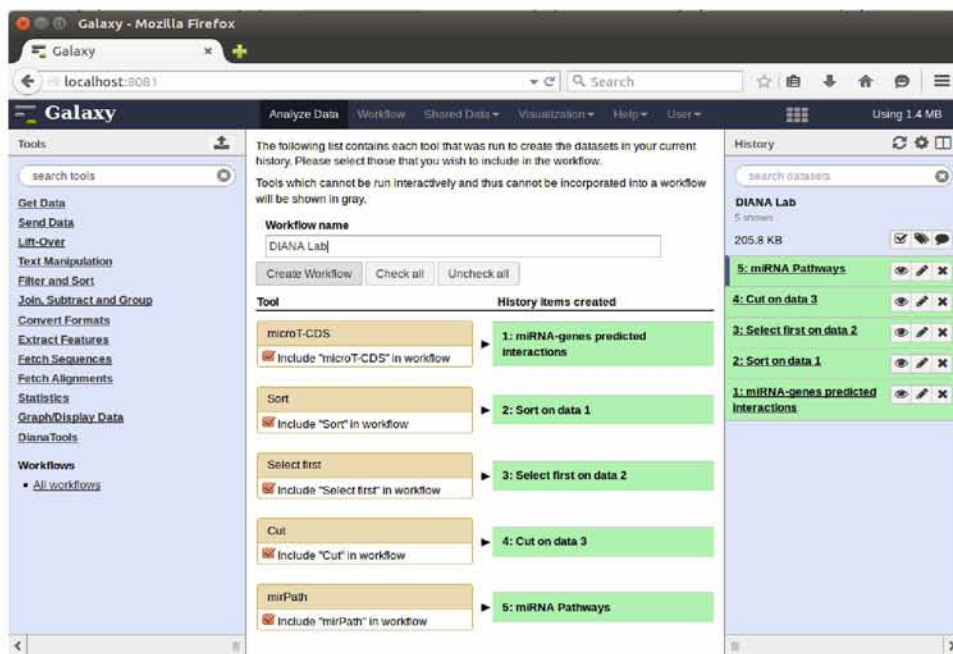 Galaxy - Mozilla Firefox
Galaxy
localhost:8081
Search
Galaxy
Analyze Data
Workflow
Shared Data
Visualization
Help
User
Using 1.4 MB
Tools
search tools
Get Data
Send Data
Lift-Over
Text Manipulation
Filter and Sort
Join, Subtract and Group
Convert Formats
Extract Features
Fetch Sequences
Fetch Alignments
Statistics
Graph/Display Data
DianaTools
Workflows
All workflows
The following list contains each tool that was run to create the datasets in your current
history. Please select those that you wish to include in the workflow.
Tools which cannot be run interactively and thus cannot be incorporated into a workflow
will be shown in gray.
Workflow name
DIANA Lab
Create Workflow
Check all
Uncheck all
Tool
History items created
microT-CDS
Include "microT-CDS" in workflow
1: miRNA-genes predicted
interactions
Sort
Include "Sort" in workflow
2: Sort on data 1
Select first
Include "Select first" in workflow
3: Select first on data 2
Cut
Include "Cut" in workflow
4: Cut on data 3
mirPath
Include "mirPath" in workflow
5: miRNA Pathways
History
search datasets
DIANA Lab
5 shown
205.8 KB
5: miRNA Pathways
4: Cut on data 3
3: Select first on data 2
2: Sort on data 1
1: miRNA-genes predicted
interactions